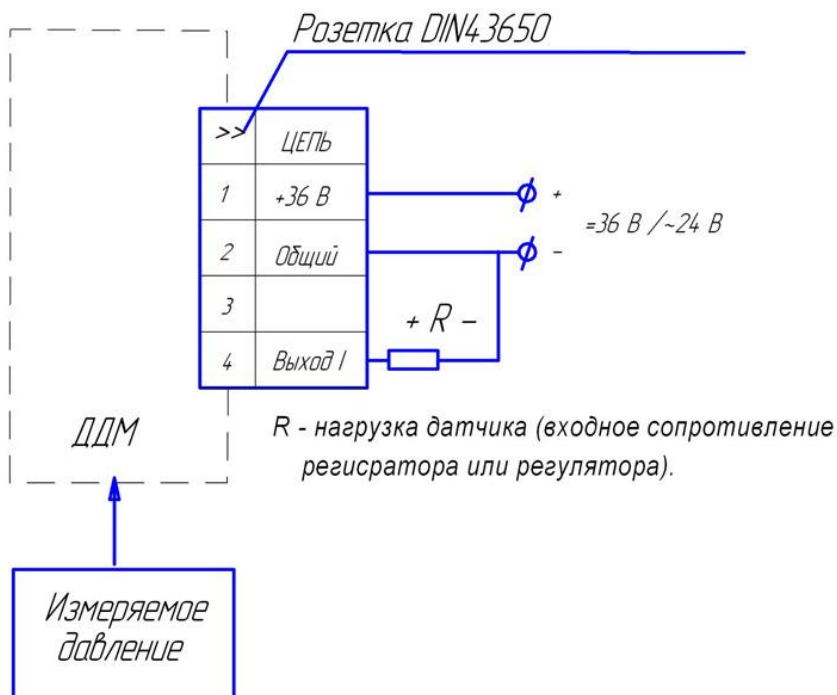 Розетка DIN43650
>> ЦЕПЬ
1 +36 В
2 Общий
3
4 Выход I
+
=36 В /~24 В
-
+ R -
ДДМ
R - нагрузка датчика (входное сопротивление
регисратора или регулятора).
Измеряемое
давление